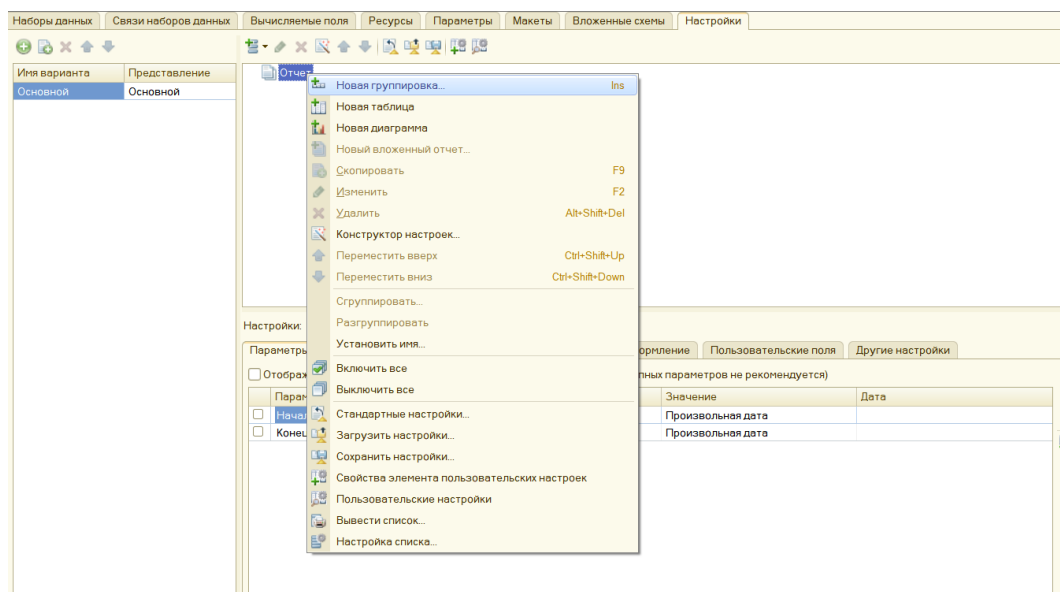 Наборы данных Связи наборов данных Вычисляемые поля Ресурсы Параметры Макеты Вложенные схемы Настройки
Имя варианта Представление
Основной Основной
Отчет
Новая группировка... Ins
Новая таблица
Новая диаграмма
Новый вложенный отчет...
Скопировать F9
Изменить F2
Удалить Alt+Shift+Del
Конструктор настроек...
Переместить вверх Ctrl+Shift+Up
Переместить вниз Ctrl+Shift+Down
Сгруппировать...
Разгруппировать
Установить имя...
Включить все
Выключить все
Стандартные настройки...
Загрузить настройки...
Сохранить настройки...
Свойства элемента пользовательских настроек
Пользовательские настройки
Вывести список...
Настройка списка...
Настройки:
Параметры ормление Пользовательские поля Другие настройки
Отображ пных параметров не рекомендуется)
Парам Значение Дата
Начал Произвольная дата
Конец Произвольная дата